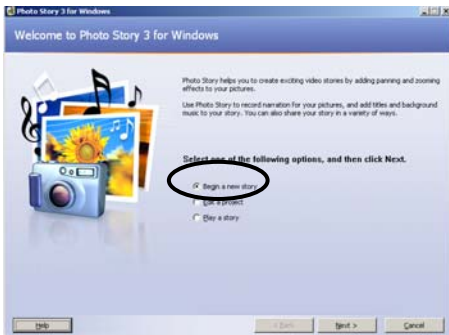 Photo Story 3 for Windows
Welcome to Photo Story 3 for Windows
Photo Story helps you to create exciting video stories by adding panning and zooming
effects to your pictures.
Use Photo Story to record narration for your pictures, and add titles and background
music to your story. You can also share your story in a variety of ways.
Select one of the following options, and then click Next.
Begin a new story
Edit a project
Play a story
Help
< Back
Next >
Cancel